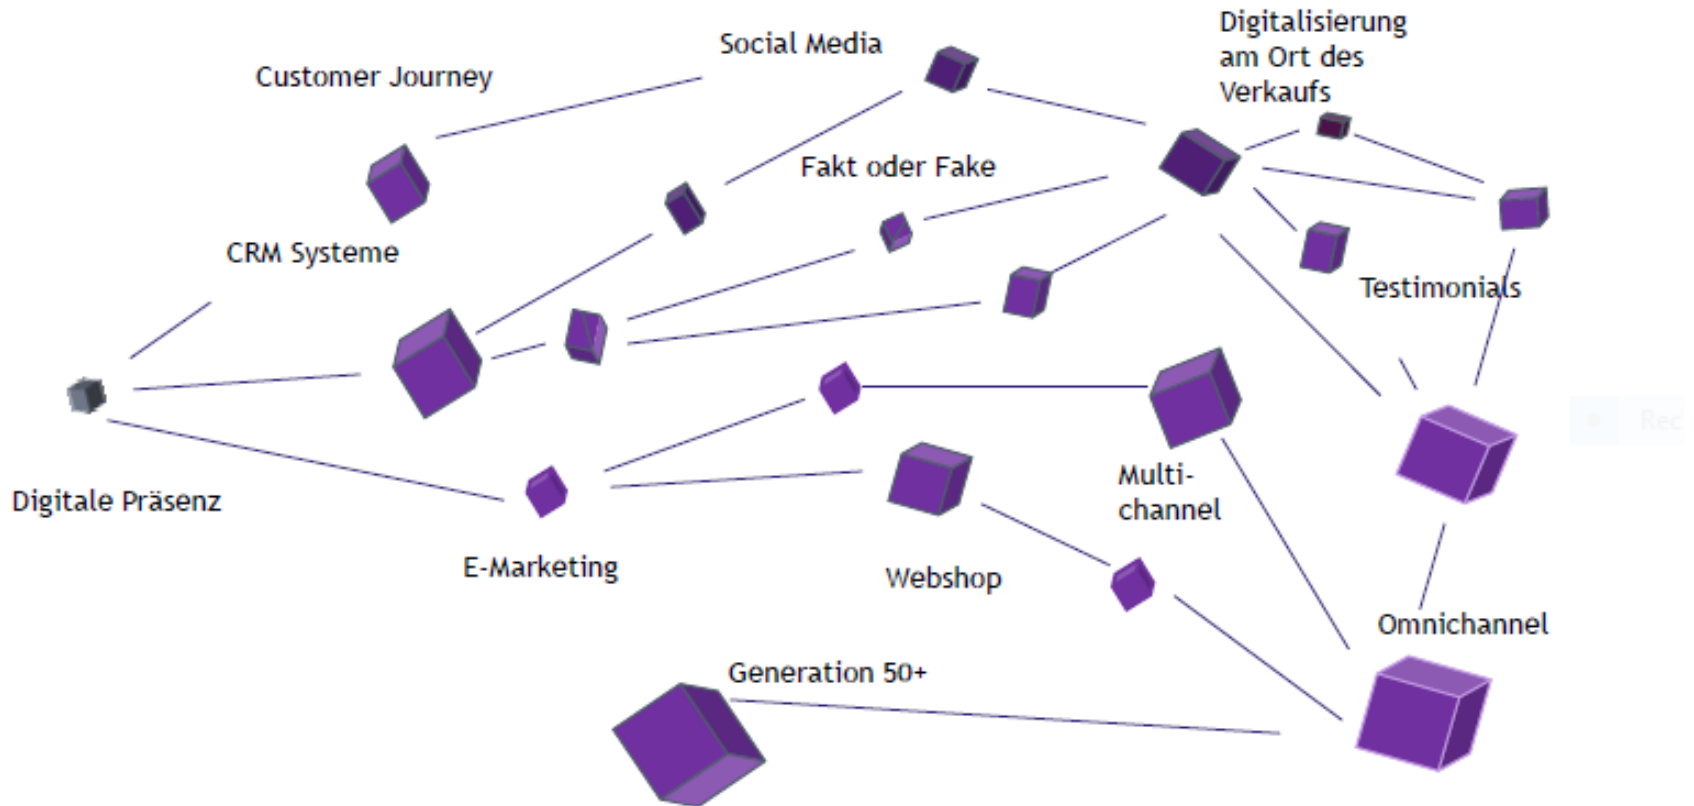 Digitalisierung
am Ort des
Verkaufs
Social Media
Customer Journey
Fakt oder Fake
CRM Systeme
Testimonials
Multi-
channel
Digitale Präsenz
E-Marketing
Webshop
Omnichannel
Generation 50+